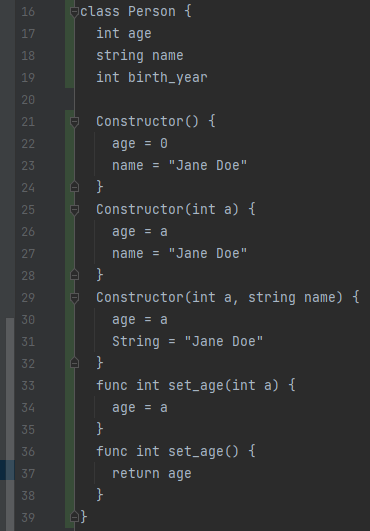 16 class Person {
17 int age
18 string name
19 int birth_year
20
21 Constructor() {
22 age = 0
23 name = "Jane Doe"
24 }
25 Constructor(int a) {
26 age = a
27 name = "Jane Doe"
28 }
29 Constructor(int a, string name) {
30 age = a
31 String = "Jane Doe"
32 }
33 func int set_age(int a) {
34 age = a
35 }
36 func int set_age() {
37 return age
38 }
39 }